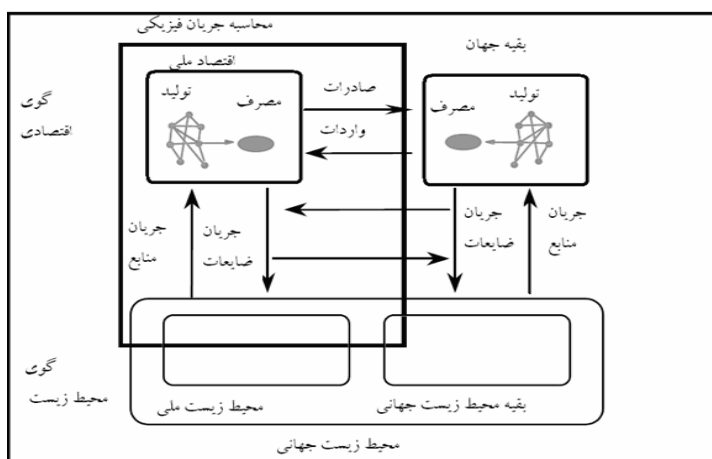 محاسبه جریان فیزیکی
بقیه جهان
اقتصاد ملی
تولید
مصرف
صادرات
واردات
تولید
مصرف
گوی
اقتصادی
جریان
منابع
جریان
ضایعات
جریان
ضایعات
جریان
منابع
گوی
محیط زیست
محیط زیست ملی
بقیه محیط زیست جهانی
محیط زیست جهانی